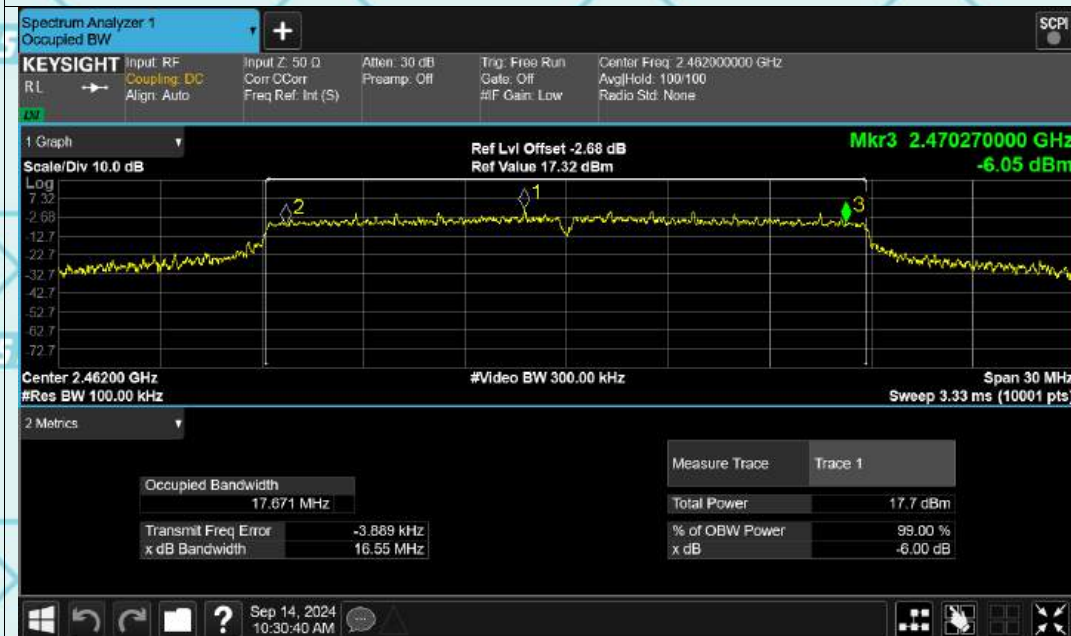 Spectrum Analyzer 1
Occupied BW
+
SCPI
KEYSIGHT Input: RF Input Z: 50 Ω Atten: 30 dB Trig: Free Run Center Freq: 2.462000000 GHz
RL Coupling: DC Corr CCorr Preamp: Off Gate: Off Avg|Hold: 100/100
Align: Auto Freq Ref: Int (S) #IF Gain: Low Radio Std: None
1 Graph
Ref Lvl Offset -2.68 dB
Mkr3 2.470270000 GHz
Scale/Div 10.0 dB
Ref Value 17.32 dBm
-6.05 dBm
Log
7.32
-2.68
-12.7
-22.7
-32.7
-42.7
-52.7
-62.7
-72.7
2
1
3
Center 2.46200 GHz #Video BW 300.00 kHz Span 30 MHz
#Res BW 100.00 kHz Sweep 3.33 ms (10001 pts)
2 Metrics
Occupied Bandwidth
17.671 MHz
Transmit Freq Error -3.889 kHz
x dB Bandwidth 16.55 MHz
Measure Trace Trace 1
Total Power 17.7 dBm
% of OBW Power 99.00 %
x dB -6.00 dB
?
Sep 14, 2024
10:30:40 AM